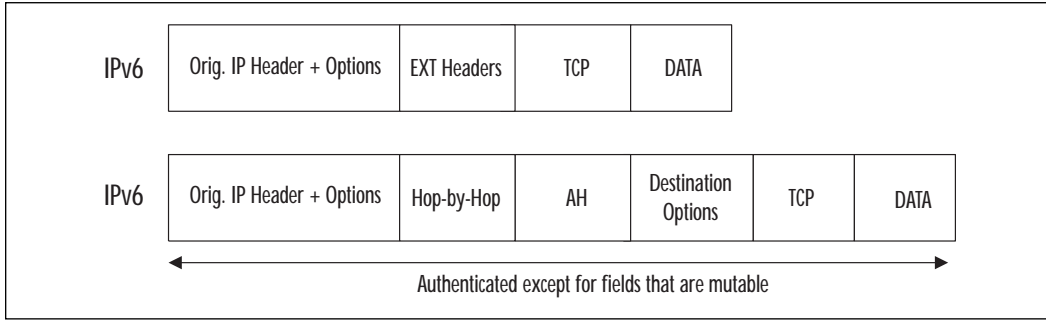 IPv6
Orig. IP Header + Options
EXT Headers
TCP
DATA
IPv6
Orig. IP Header + Options
Hop-by-Hop
AH
Destination
Options
TCP
DATA
Authenticated except for fields that are mutable